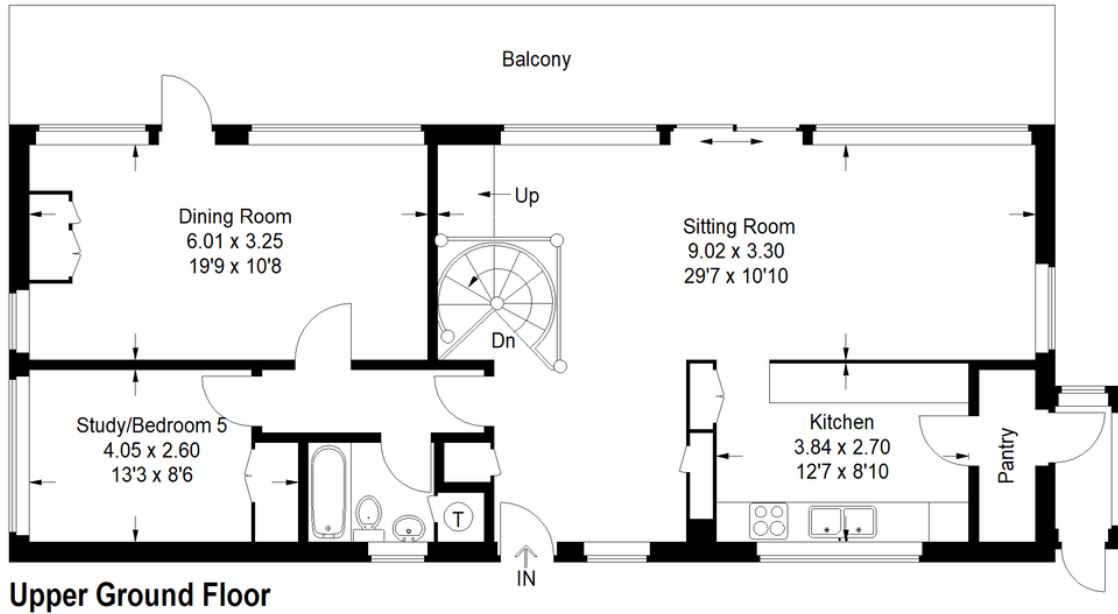 Balcony
Dining Room
6.01 x 3.25
19'9 x 10'8
Up
Sitting Room
9.02 x 3.30
29'7 x 10'10
Dn
Study/Bedroom 5
4.05 x 2.60
13'3 x 8'6
Kitchen
3.84 x 2.70
12'7 x 8'10
Pantry
T
IN
Upper Ground Floor